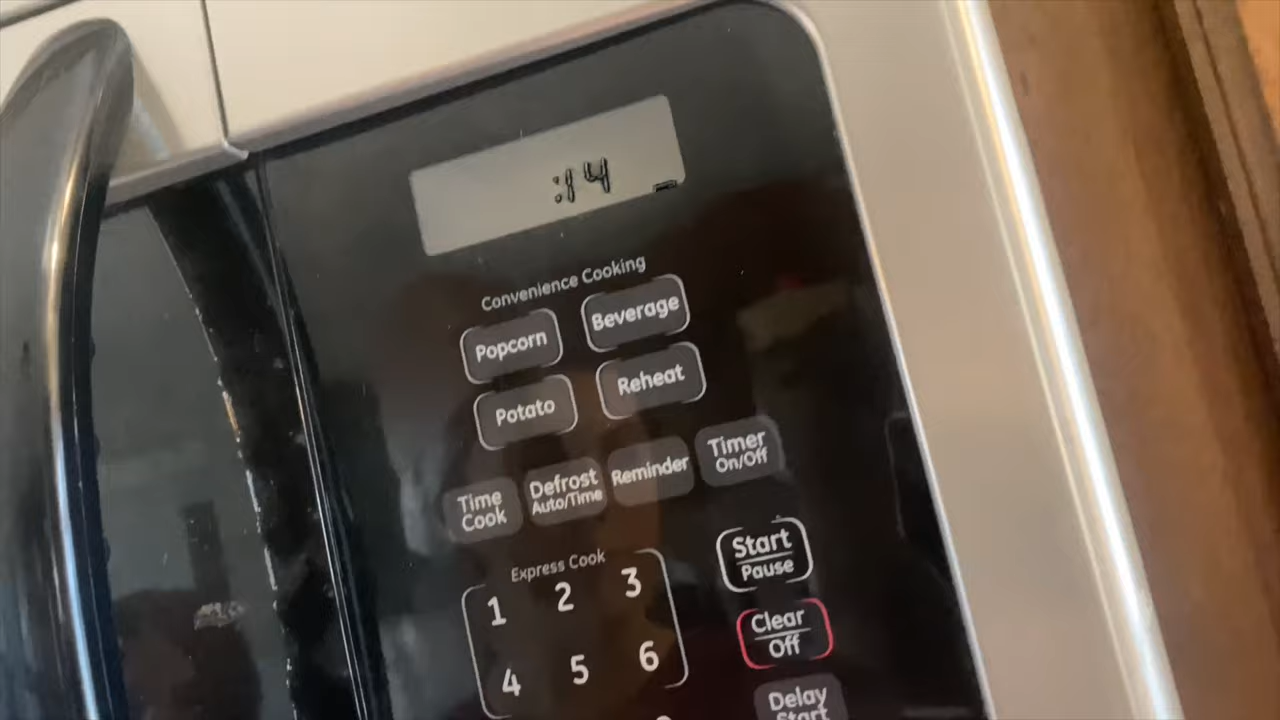 :14
Convenience Cooking
Popcorn
Beverage
Potato
Reheat
Time
Cook
Defrost
Auto/Time
Reminder
Timer
On/Off
Express Cook
1 2 3
4 5 6
Start
Pause
Clear
Off
Delay
Start